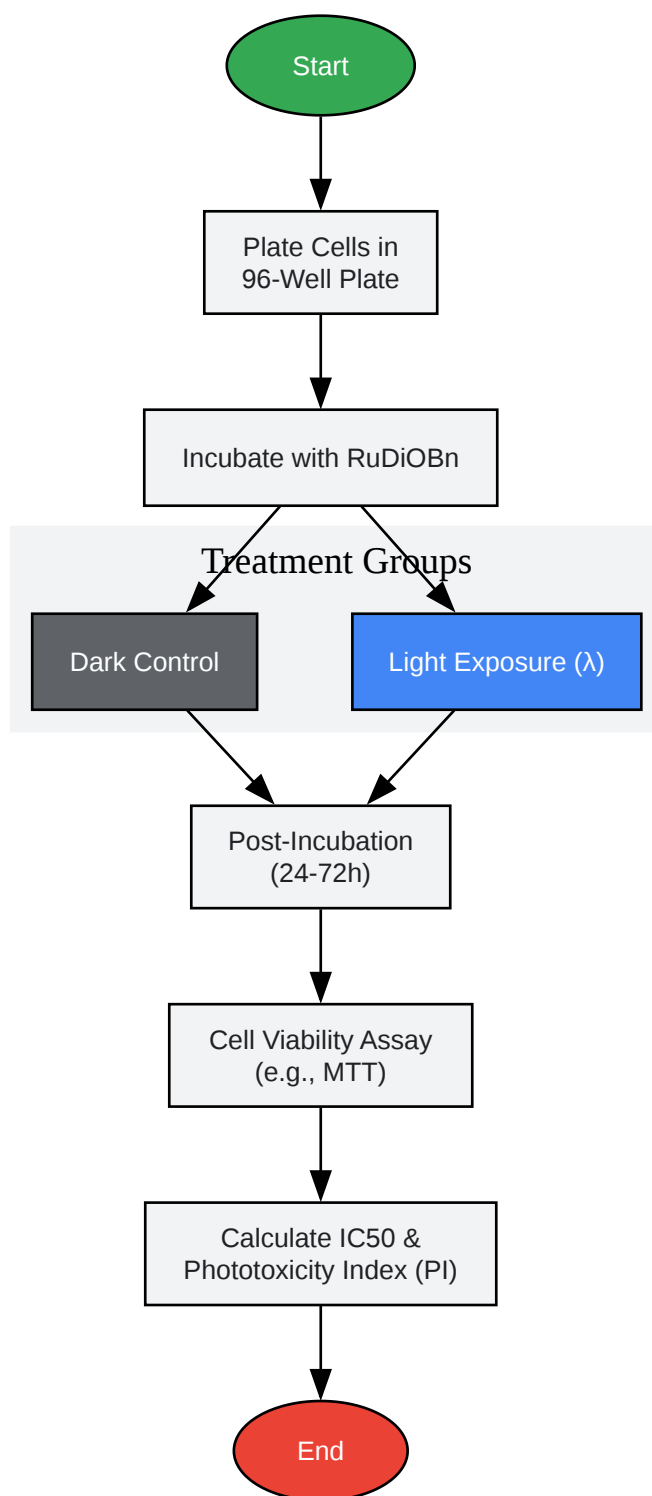 Start
Plate Cells in
96-Well Plate
Incubate with RuDiOBn
Treatment Groups
Dark Control
Light Exposure (λ)
Post-Incubation
(24-72h)
Cell Viability Assay
(e.g., MTT)
Calculate IC50 &
Phototoxicity Index (PI)
End